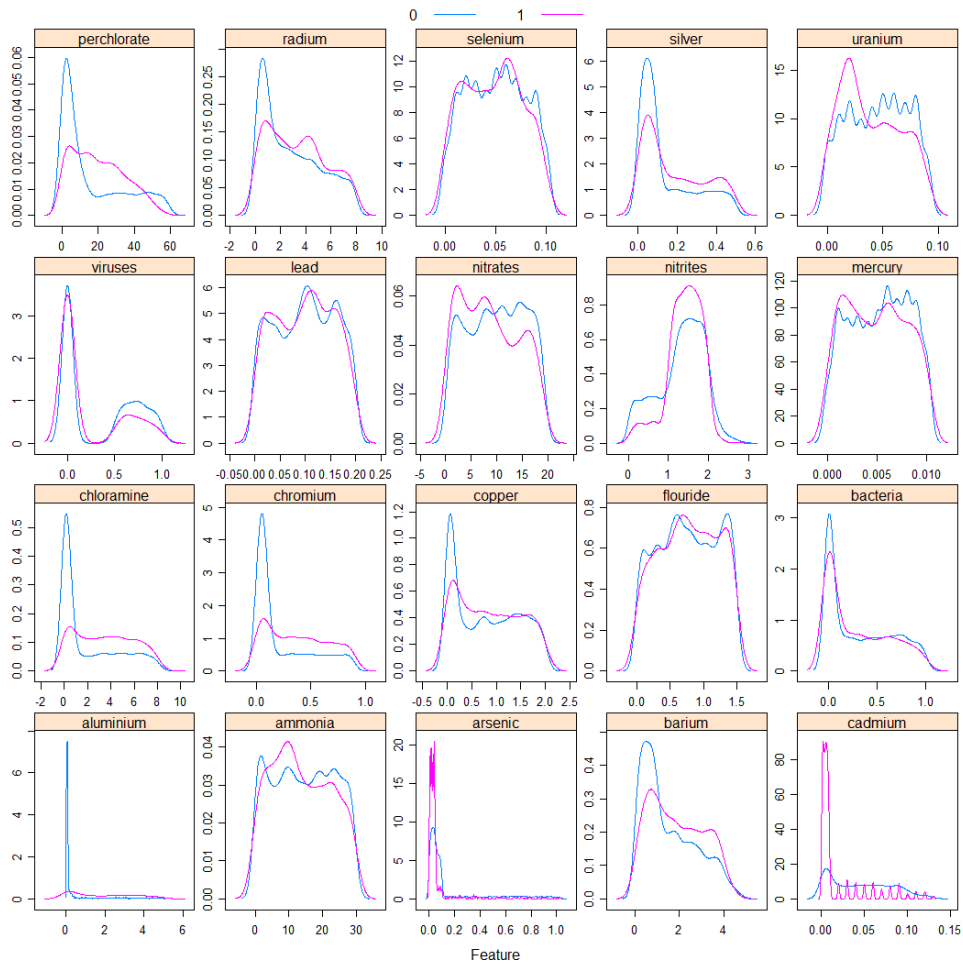 0 1
perchlorate radium selenium silver uranium
0.00 0.01 0.02 0.03 0.04 0.05 0.06
0.00 0.05 0.10 0.15 0.20 0.25
0 2 4 6 8 10 12
0 1 2 3 4 5 6
0 5 10 15
0 20 40 60
-2 0 2 4 6 8 10
0.00 0.05 0.10
0.0 0.1 0.2 0.3 0.4 0.5 0.6
0.00 0.05 0.10
viruses lead nitrates nitrites mercury
0 1 2 3
0 1 2 3 4 5 6
0.00 0.02 0.04 0.06
0.0 0.2 0.4 0.6 0.8
0 20 40 60 80 100 120
0.0 0.5 1.0
-0.05 0.00 0.05 0.10 0.15 0.20 0.25
-5 0 5 10 15 20
0 1 2 3
0.000 0.005 0.010
chloramine chromium copper flouride bacteria
0.0 0.1 0.2 0.3 0.4 0.5
0 1 2 3 4 5
0.0 0.2 0.4 0.6 0.8 1.0 1.2
0.0 0.2 0.4 0.6 0.8
0 1 2 3
-2 0 2 4 6 8 10
0.0 0.5 1.0
-0.5 0.0 0.5 1.0 1.5 2.0 2.5
0.0 0.5 1.0 1.5
0.0 0.5 1.0
aluminium ammonia arsenic barium cadmium
0 2 4 6
0.00 0.01 0.02 0.03 0.04
0 5 10 15 20
0.0 0.1 0.2 0.3 0.4
0 20 40 60 80
0 2 4 6
0 10 20 30
0.0 0.2 0.4 0.6 0.8 1.0
0 2 4
0.00 0.05 0.10 0.15
Feature